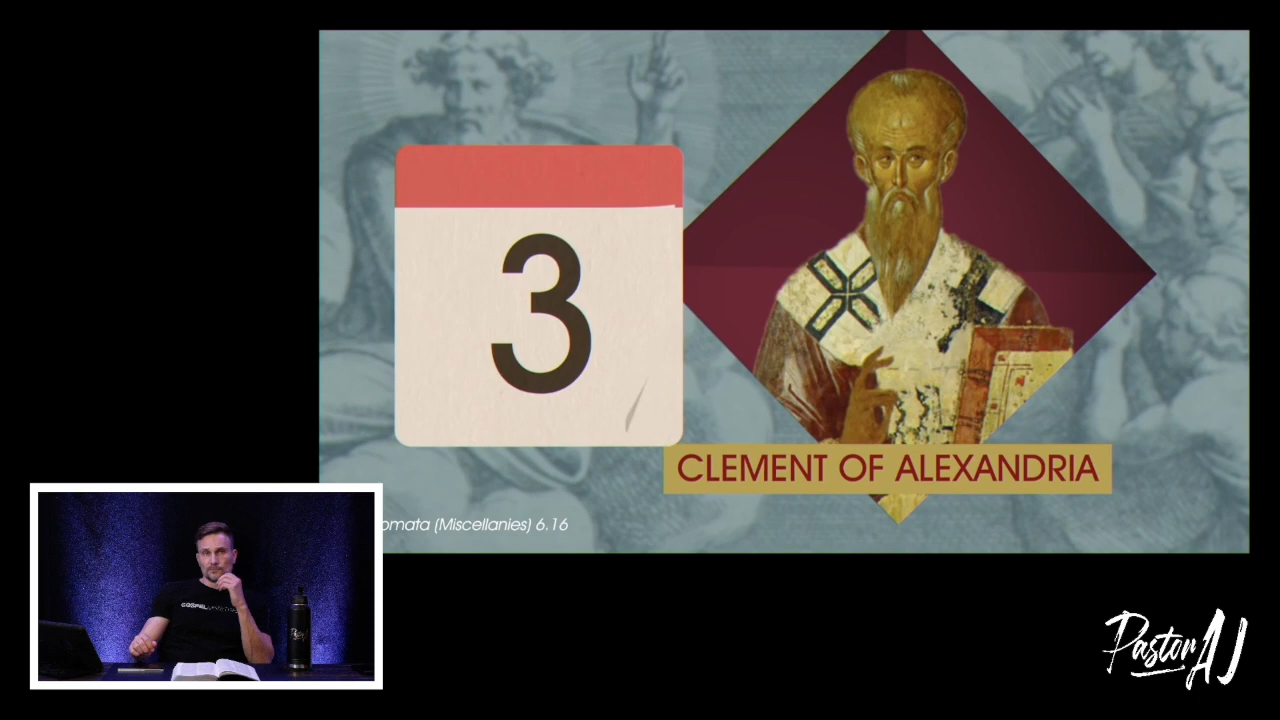 3
CLEMENT OF ALEXANDRIA
omata (Miscellanies) 6.16
Pastor AJ